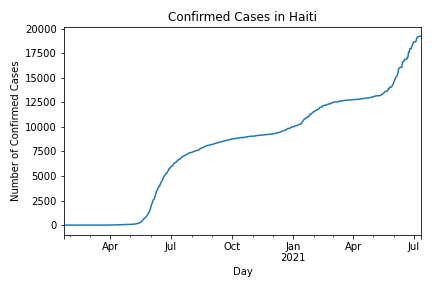 Confirmed Cases in Haiti
20000
17500
15000
12500
10000
7500
5000
2500
0
Number of Confirmed Cases
Apr Jul Oct Jan Apr Jul
2021
Day